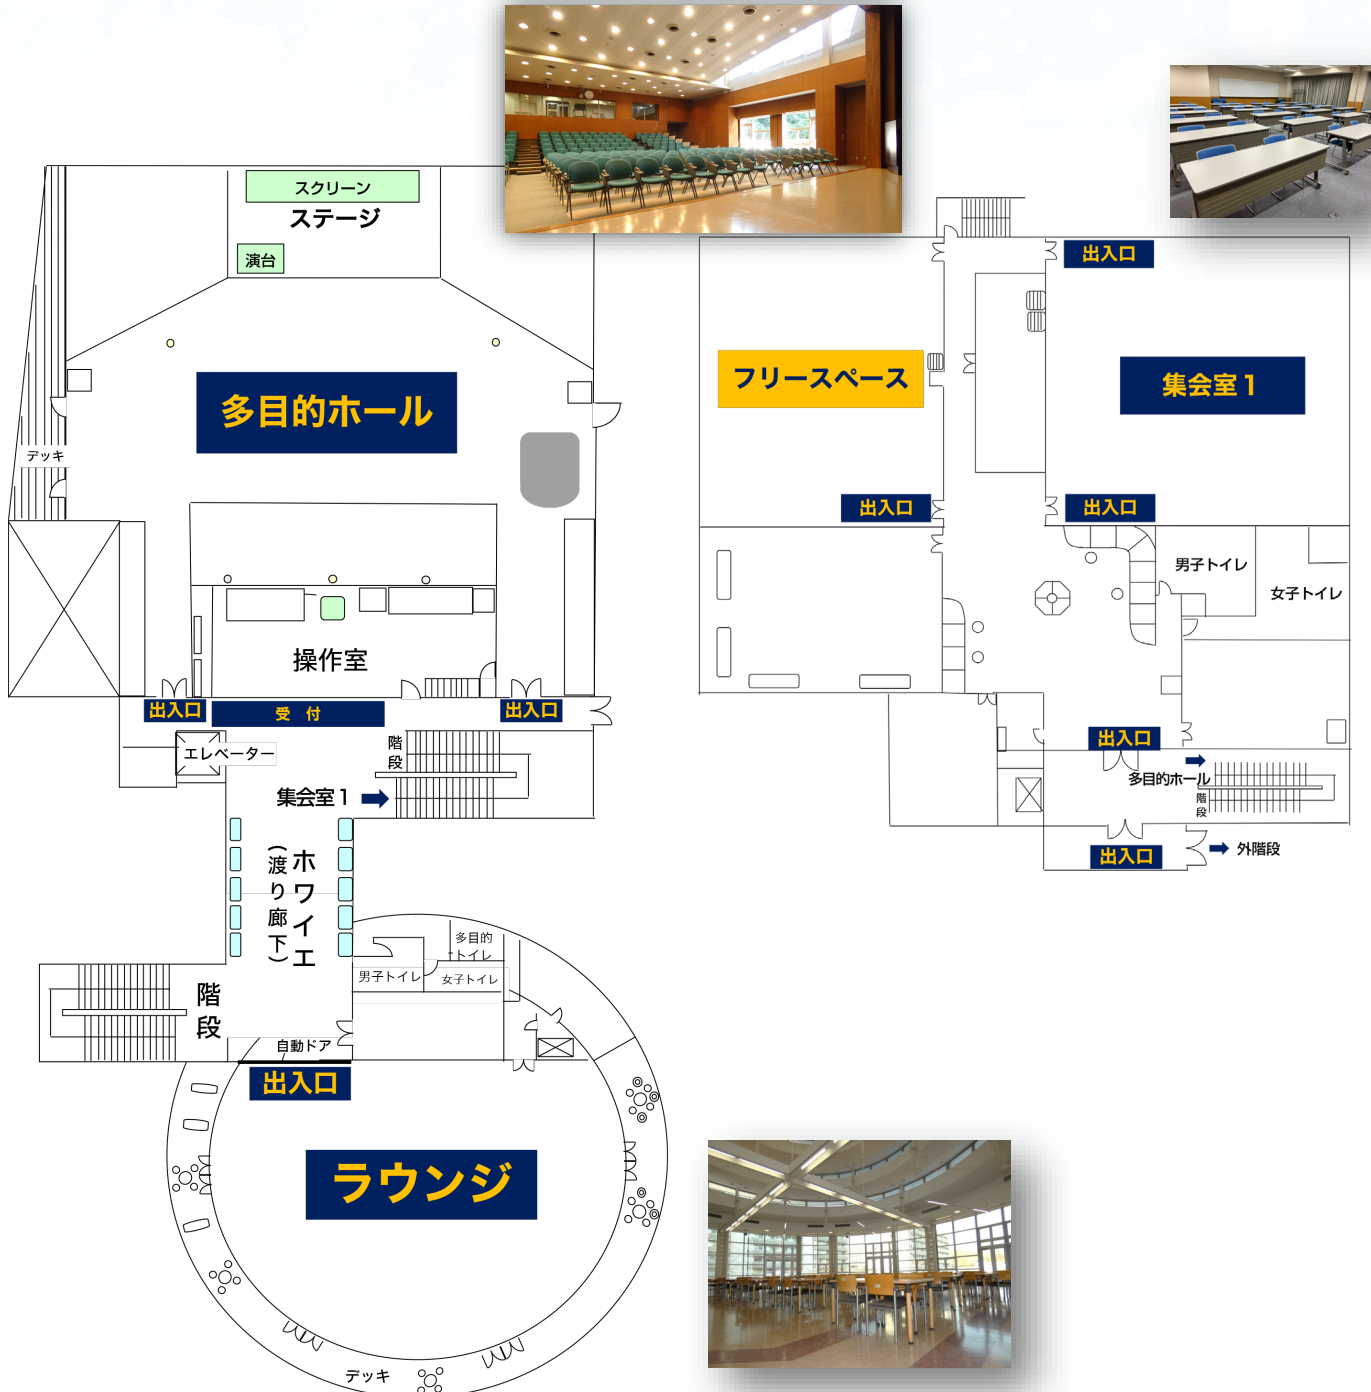 スクリーン
ステージ
演台
多目的ホール
デッキ
操作室
出入口
受 付
出入口
エレベーター
階段
集会室1
ホワイエ
(渡り廊下)
階段
多目的
トイレ
男子トイレ
女子トイレ
自動ドア
出入口
ラウンジ
デッキ
出入口
フリースペース
集会室1
出入口
出入口
男子トイレ
女子トイレ
出入口
多目的ホール
階段
出入口
外階段